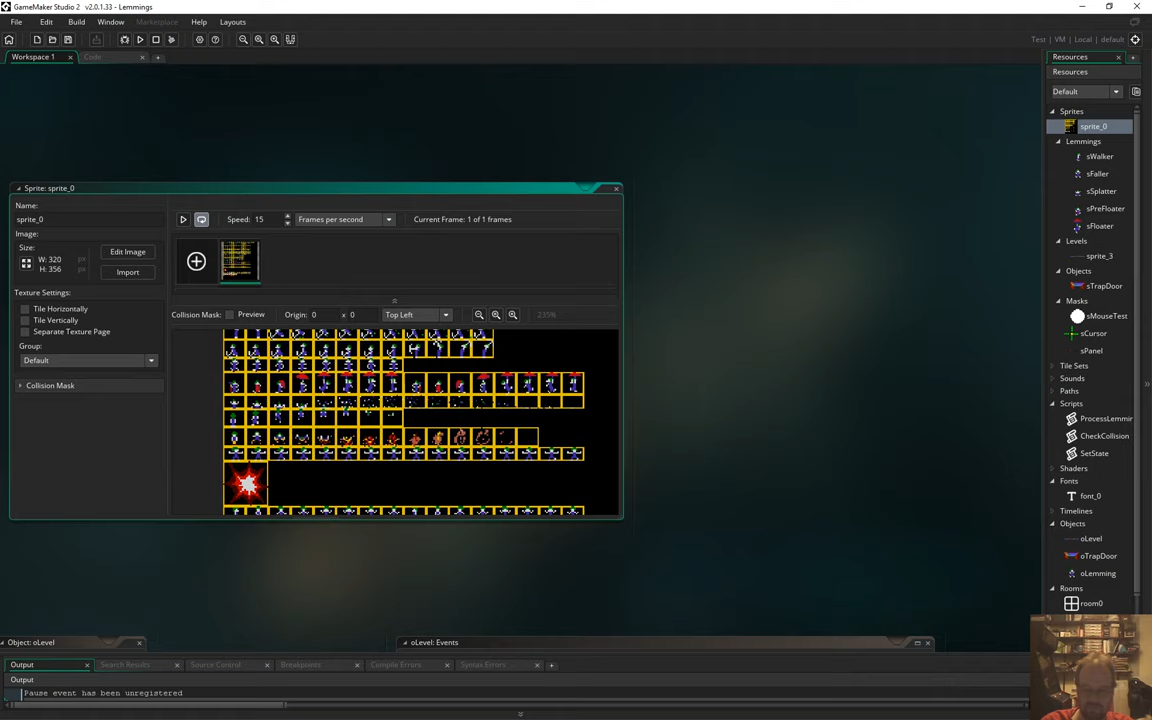 GameMaker Studio 2 v2.0.1.33 - Lemmings
File Edit Build Window Marketplace Help Layouts
Test | VM | Local | default
Workspace 1 Code
Resources
Resources
Default
Sprites
sprite_0
Lemmings
sWalker
sFaller
sSplatter
sPreFloater
sFloater
Levels
sprite_3
Objects
sTrapDoor
Masks
sMouseTest
sCursor
sPanel
Tile Sets
Sounds
Paths
Scripts
ProcessLemmir
CheckCollision
SetState
Shaders
Fonts
font_0
Timelines
Objects
oLevel
oTrapDoor
oLemming
Rooms
room0
Sprite: sprite_0
Name:
sprite_0
Image:
Size:
W: 320 px
H: 356 px
Edit Image
Import
Texture Settings:
Tile Horizontally
Tile Vertically
Separate Texture Page
Group:
Default
Collision Mask
Speed: 15 Frames per second Current Frame: 1 of 1 frames
Collision Mask: Preview Origin: 0 x 0 Top Left 235%
Object: oLevel
oLevel: Events
Output Search Results Source Control Breakpoints Compile Errors Syntax Errors
Output
Pause event has been unregistered